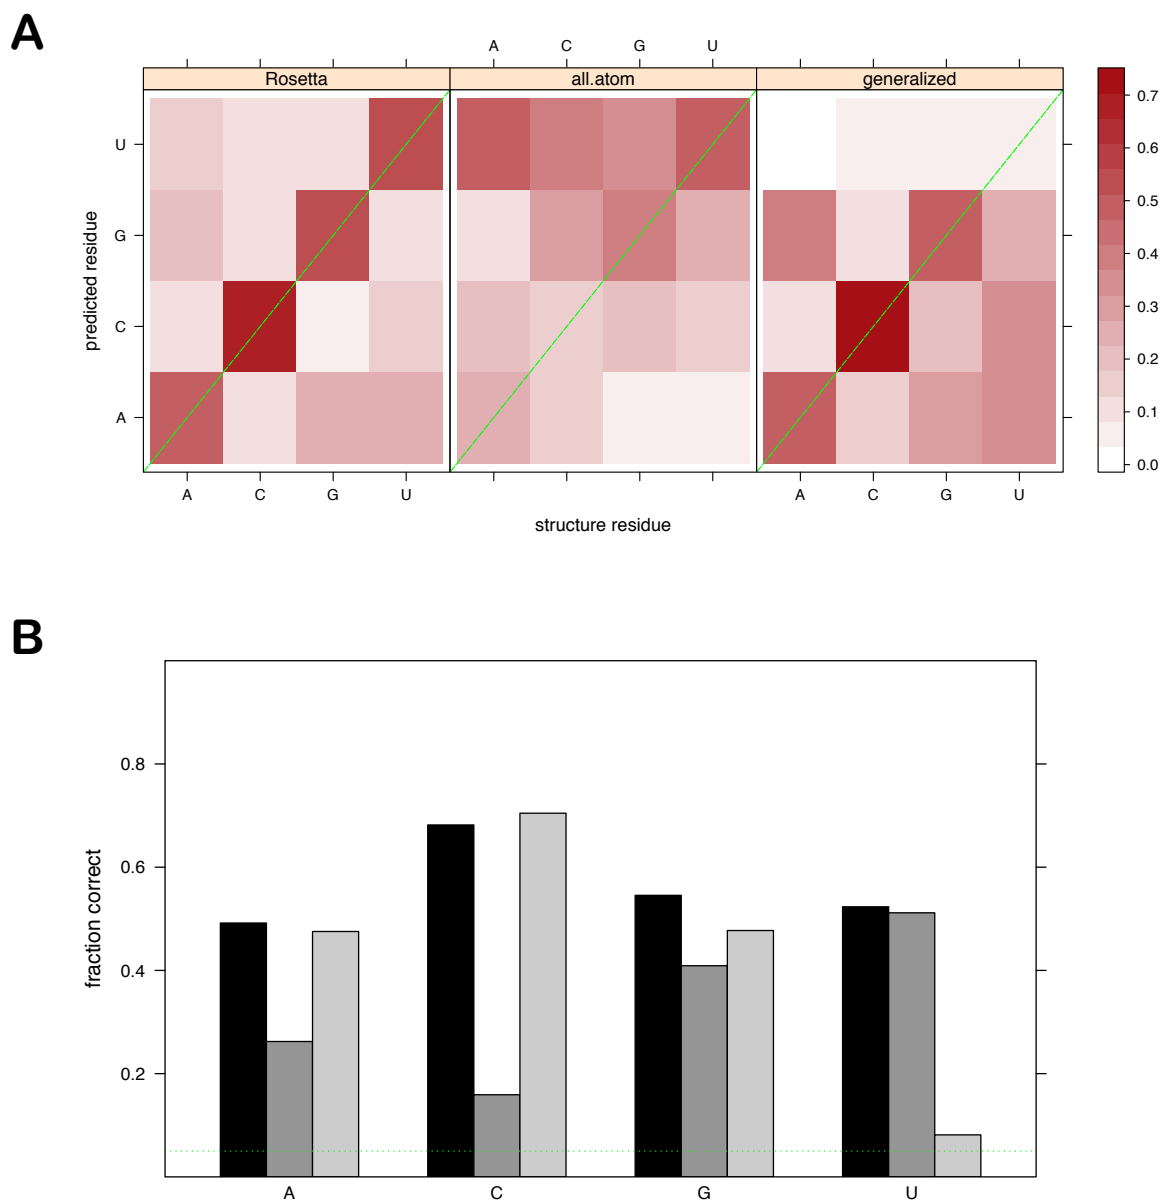 A
A C G U
Rosetta all.atom generalized
0.7
U
0.6
0.5
G
predicted residue
0.4
0.3
C
0.2
A
0.1
0.0
A C G U A C G U
structure residue
B
0.8
0.6
fraction correct
0.4
0.2
A C G U